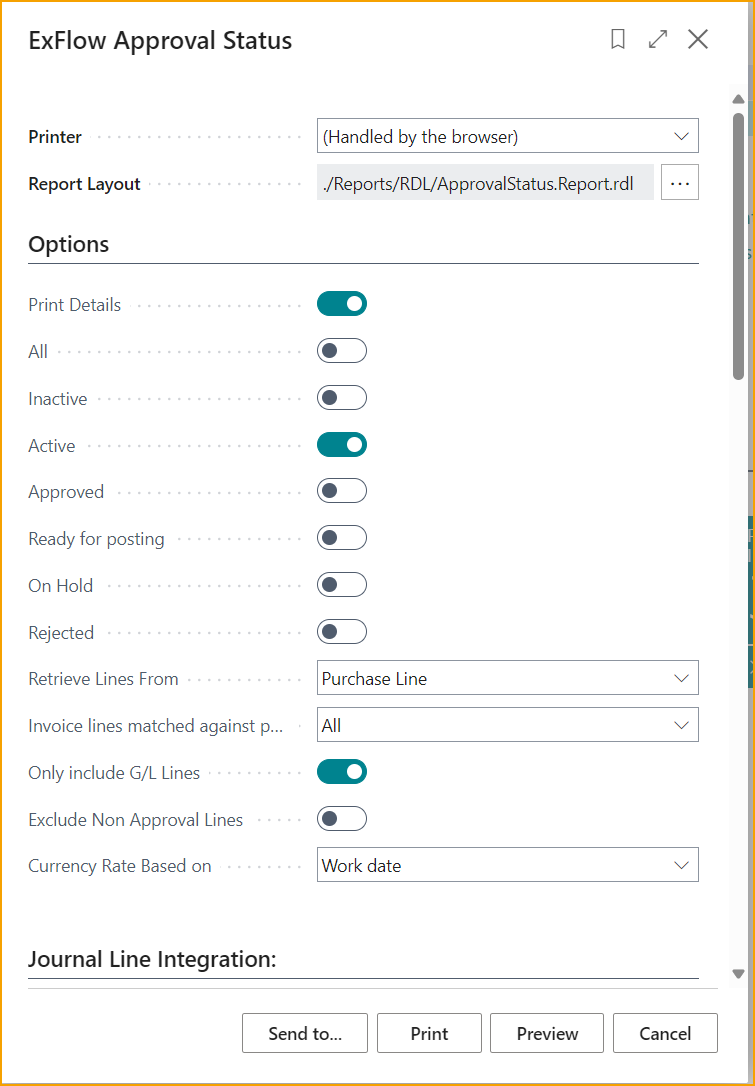 ExFlow Approval Status
Printer (Handled by the browser)
Report Layout ./Reports/RDL/ApprovalStatus.Report.rdl ...
Options
Print Details
All
Inactive
Active
Approved
Ready for posting
On Hold
Rejected
Retrieve Lines From Purchase Line
Invoice lines matched against p... All
Only include G/L Lines
Exclude Non Approval Lines
Currency Rate Based on Work date
Journal Line Integration:
Send to... Print Preview Cancel